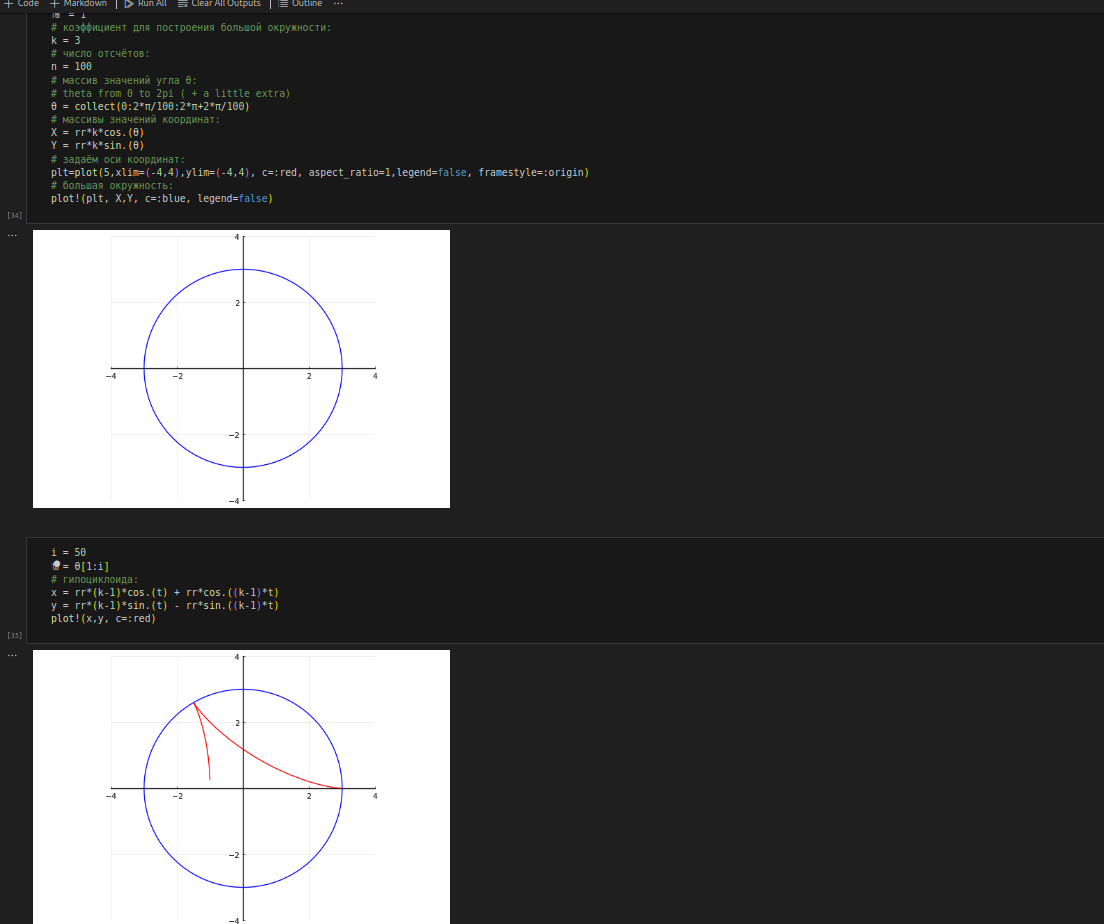 Code Markdown Run All Clear All Outputs Outline ...
= 1
# коэффициент для построения большой окружности:
k = 3
# число отсчётов:
n = 100
# массив значений угла θ:
# theta from 0 to 2pi ( + a little extra)
θ = collect(0:2*π/100:2*π+2*π/100)
# массивы значений координат:
X = rr*k*cos.(θ)
Y = rr*k*sin.(θ)
# задаём оси координат:
plt=plot(5,xlim=(-4,4),ylim=(-4,4), c=:red, aspect_ratio=1,legend=false, framestyle=:origin)
# большая окружность:
plot!(plt, X,Y, c=:blue, legend=false)
[34]
...
4
2
−4 −2 2 4
−2
−4
i = 50
= θ[1:i]
# гипоциклоида:
x = rr*(k-1)*cos.(t) + rr*cos.((k-1)*t)
y = rr*(k-1)*sin.(t) - rr*sin.((k-1)*t)
plot!(x,y, c=:red)
[35]
...
4
2
−4 −2 2 4
−2
−4